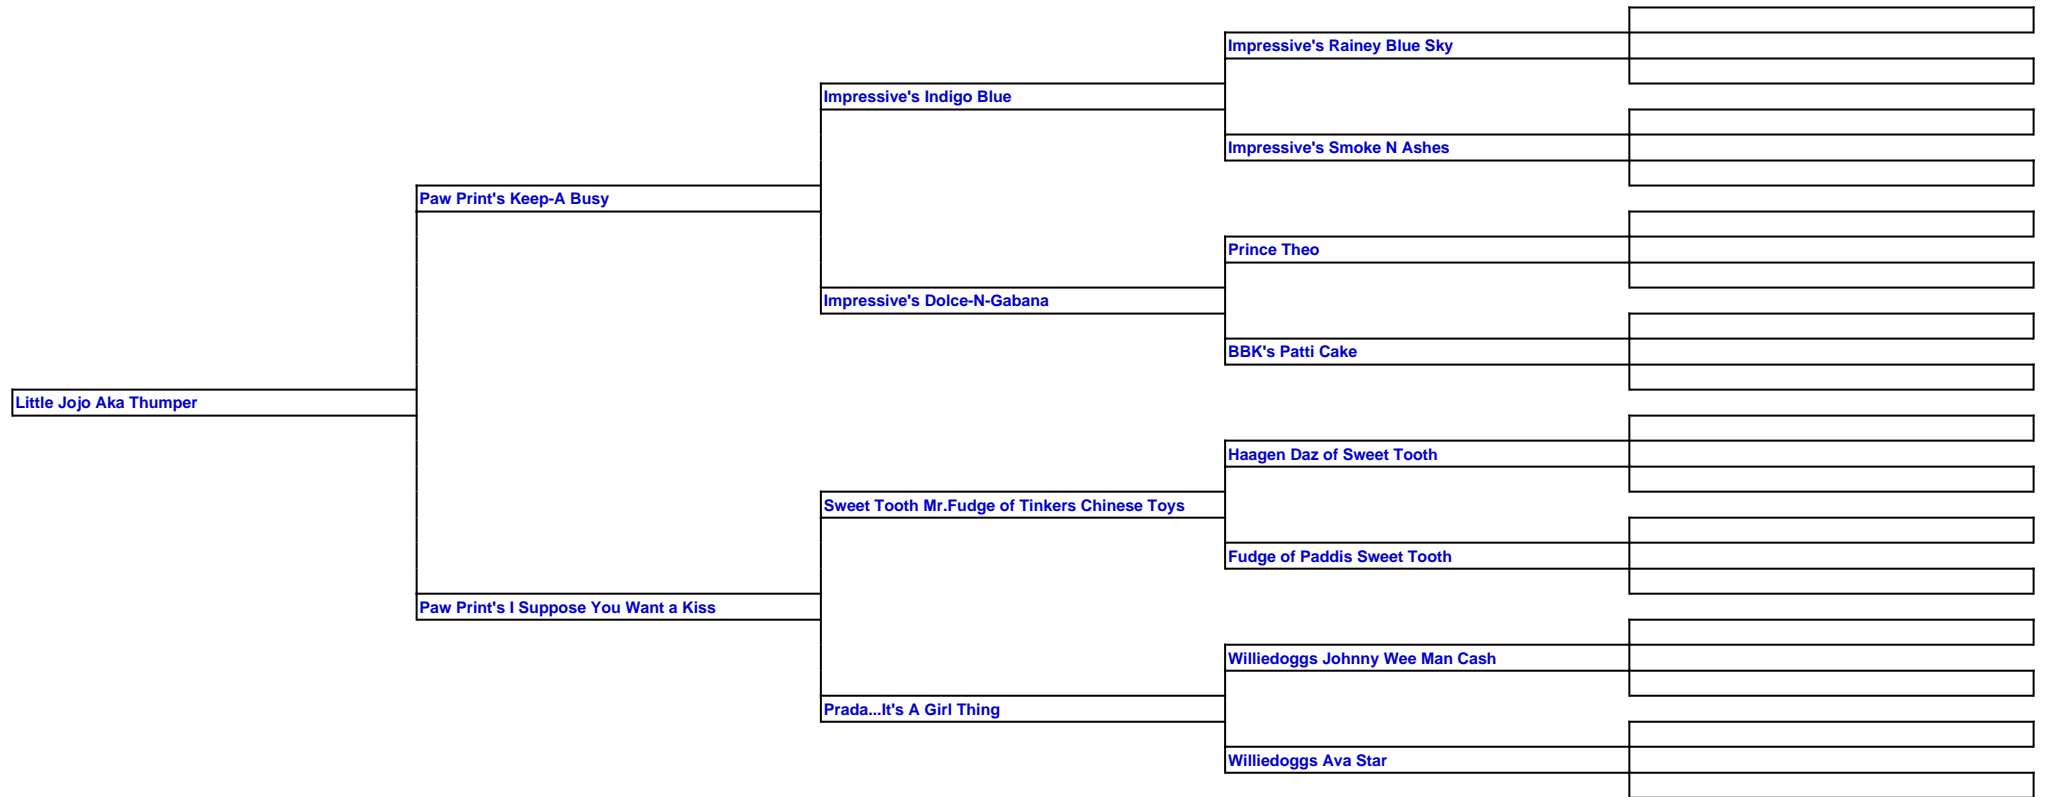 Impressive's Rainey Blue Sky
Impressive's Indigo Blue
Impressive's Smoke N Ashes
Paw Print's Keep-A Busy
Prince Theo
Impressive's Dolce-N-Gabana
BBK's Patti Cake
Little Jojo Aka Thumper
Haagen Daz of Sweet Tooth
Sweet Tooth Mr.Fudge of Tinkers Chinese Toys
Fudge of Paddis Sweet Tooth
Paw Print's I Suppose You Want a Kiss
Williedoggs Johnny Wee Man Cash
Prada...It's A Girl Thing
Williedoggs Ava Star